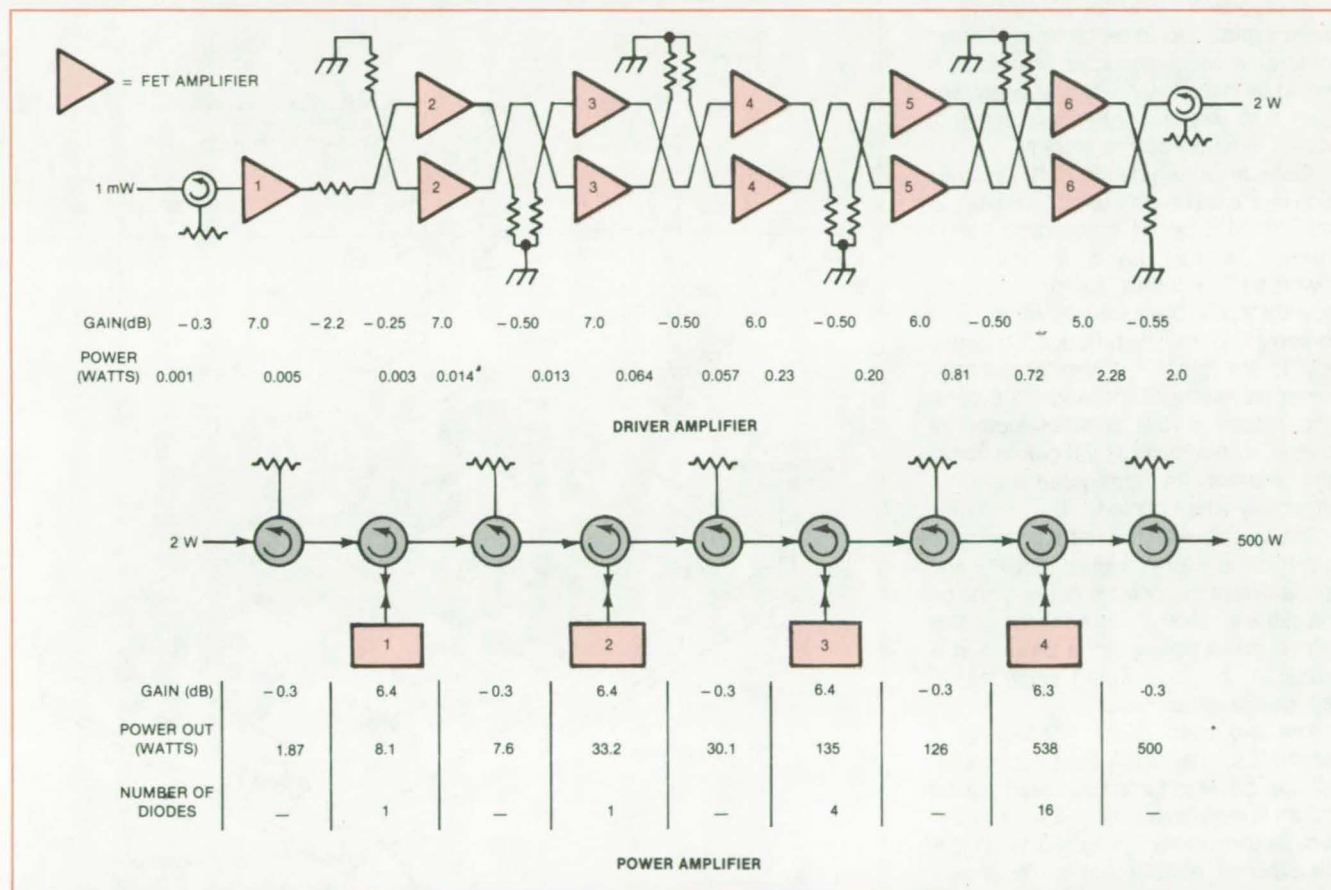 = FET AMPLIFIER
1 mW
1
2
2
3
3
4
4
5
5
6
6
2 W
GAIN(dB) −0.3 7.0 −2.2 −0.25 7.0 −0.50 7.0 −0.50 6.0 −0.50 6.0 −0.50 5.0 −0.55
POWER
(WATTS) 0.001 0.005 0.003 0.014 0.013 0.064 0.057 0.23 0.20 0.81 0.72 2.28 2.0
DRIVER AMPLIFIER
2 W
500 W
1 2 3 4
GAIN (dB) −0.3 6.4 −0.3 6.4 −0.3 6.4 −0.3 6.3 -0.3
POWER OUT
(WATTS) 1.87 8.1 7.6 33.2 30.1 135 126 538 500
NUMBER OF
DIODES — 1 — 1 — 4 — 16 —
POWER AMPLIFIER